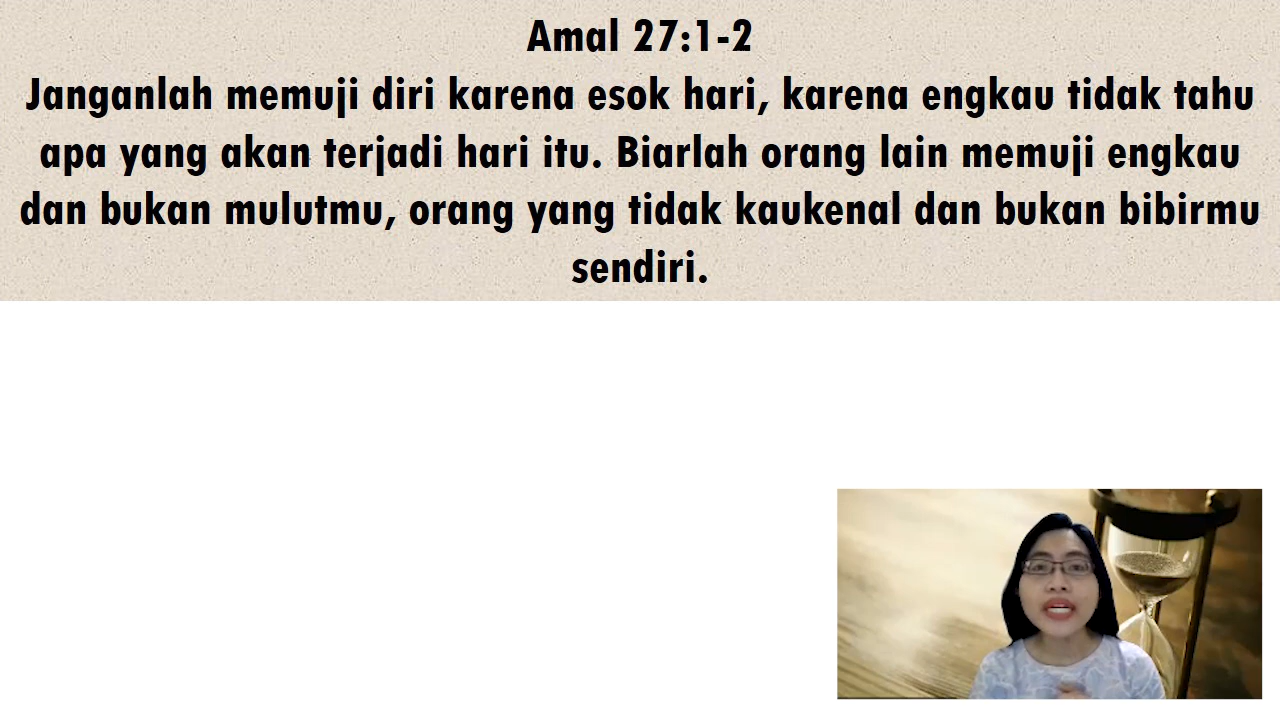 Amal 27:1-2
Janganlah memuji diri karena esok hari, karena engkau tidak tahu
apa yang akan terjadi hari itu. Biarlah orang lain memuji engkau
dan bukan mulutmu, orang yang tidak kaukenal dan bukan bibirmu
sendiri.